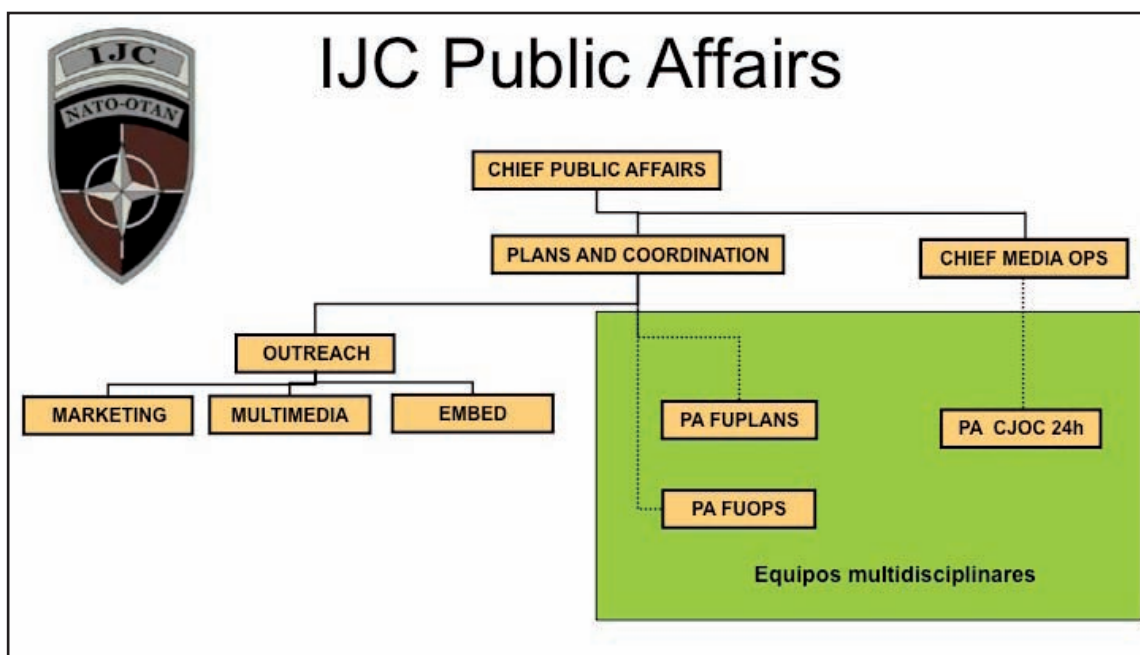 IJC
NATO-OTAN
IJC Public Affairs
CHIEF PUBLIC AFFAIRS
PLANS AND COORDINATION
CHIEF MEDIA OPS
OUTREACH
MARKETING
MULTIMEDIA
EMBED
PA FUPLANS
PA CJOC 24h
PA FUOPS
Equipos multidisciplinares